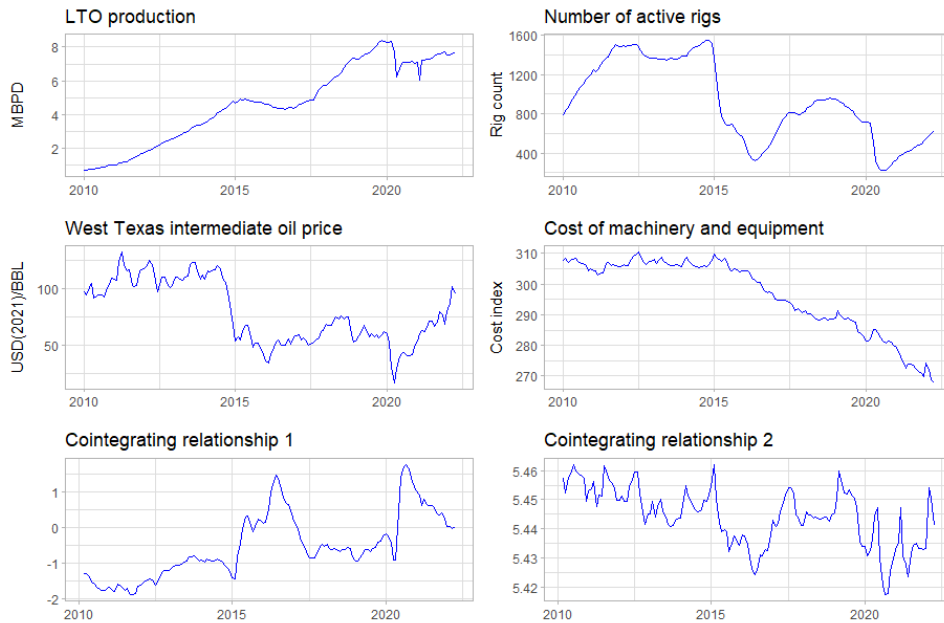 LTO production
MBPD
8
6
4
2
2010 2015 2020
Number of active rigs
Rig count
1600
1200
800
400
2010 2015 2020
West Texas intermediate oil price
USD(2021)/BBL
100
50
2010 2015 2020
Cost of machinery and equipment
Cost index
310
300
290
280
270
2010 2015 2020
Cointegrating relationship 1
1
0
-1
-2
2010 2015 2020
Cointegrating relationship 2
5.46
5.45
5.44
5.43
5.42
2010 2015 2020